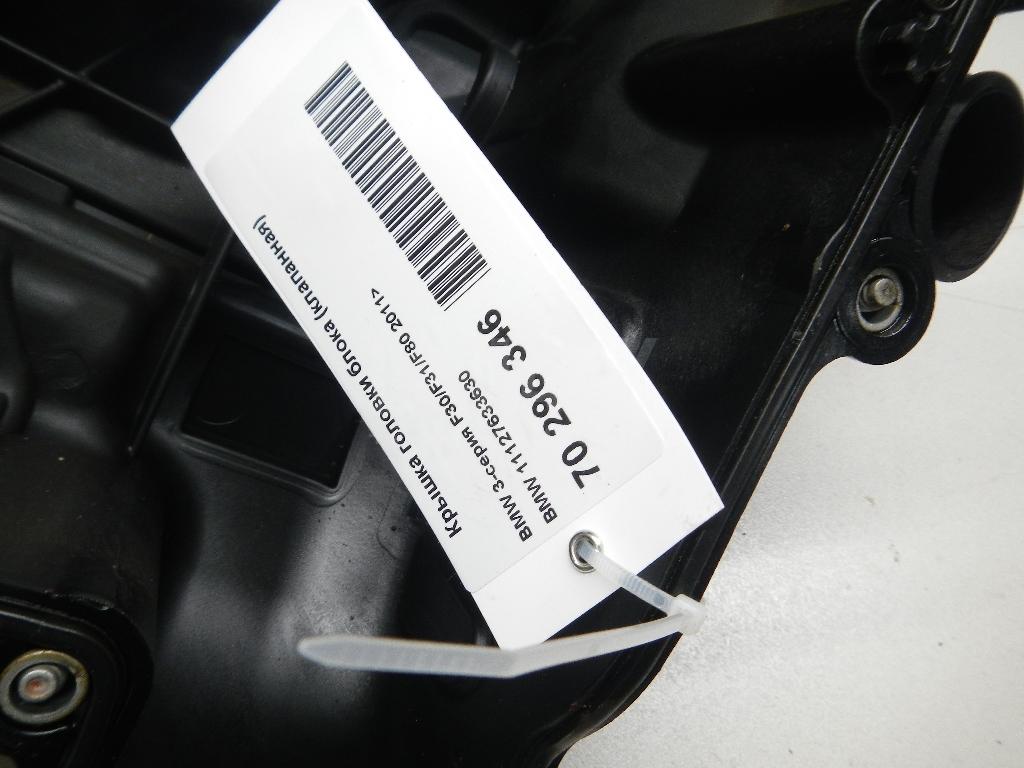 Крышка головки блока (клапанная)
BMW 3-серия F30/F31/F80 2011>
BMW 11127633630
70 296 346